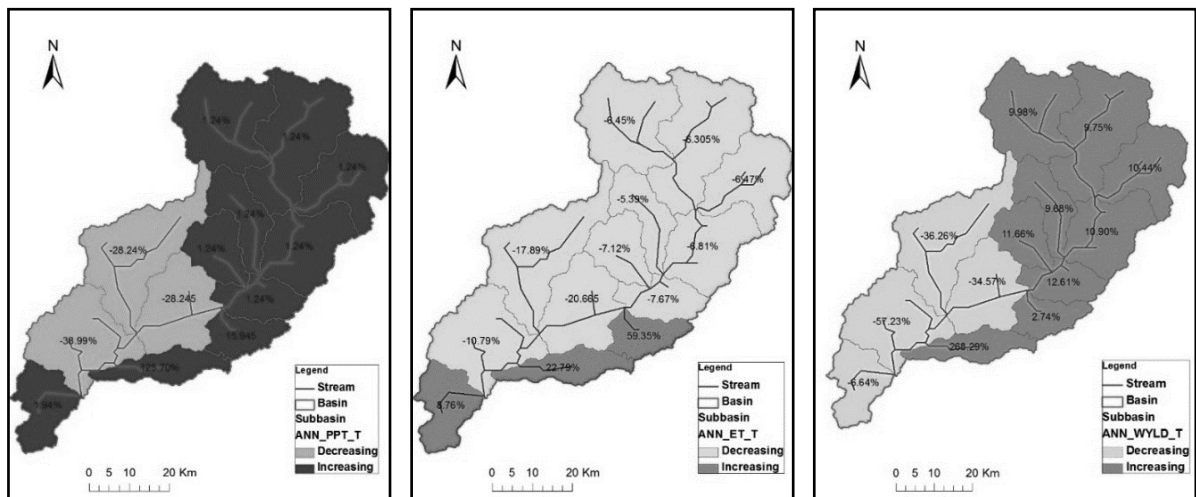 N
1.24%
1.24%
1.24%
1.24%
1.24%
1.24%
-28.24%
1.24%
-28.245
15.945
-38.99%
125.70%
1.94%
Legend
Stream
Basin
Subbasin
ANN_PPT_T
Decreasing
Increasing
0 5 10 20 Km
N
-6.45%
-6.305%
-6.47%
-5.39%
-6.81%
-17.89%
-7.12%
-20.665
-7.67%
59.35%
-10.79%
22.79%
8.76%
Legend
Stream
Basin
Subbasin
ANN_ET_T
Decreasing
Increasing
0 5 10 20 Km
N
9.98%
9.75%
10.44%
9.68%
10.90%
-36.26%
11.66%
-34.57%
12.61%
2.74%
-57.23%
268.29%
-6.64%
Legend
Stream
Basin
Subbasin
ANN_WYLD_T
Decreasing
Increasing
0 5 10 20 Km